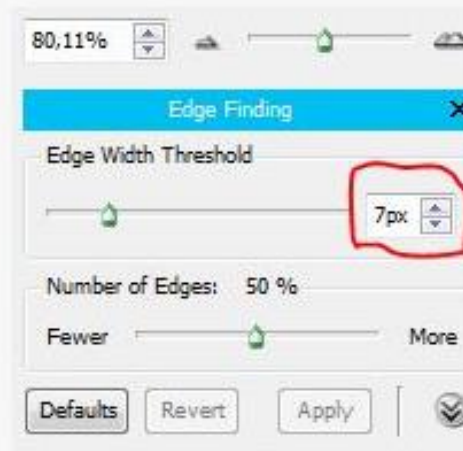 80,11%
Edge Finding
Edge Width Threshold
7px
Number of Edges: 50 %
Fewer More
Defaults Revert Apply